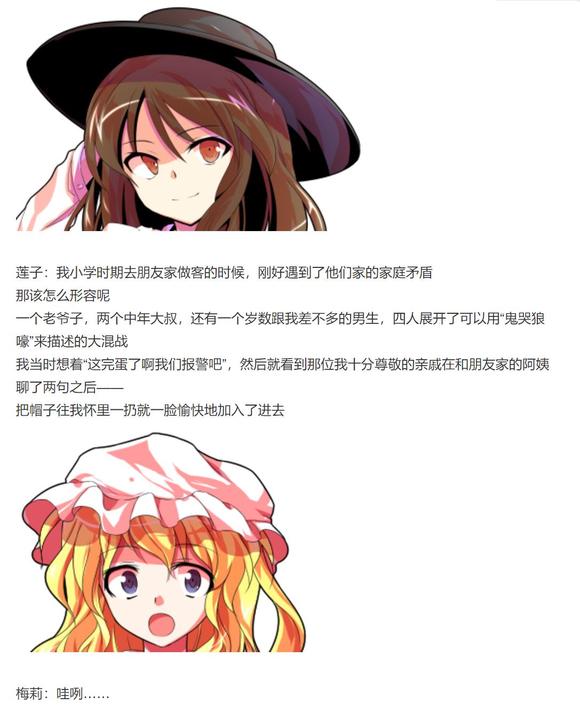 莲子：我小学时期去朋友家做客的时候，刚好遇到了他们家的家庭矛盾
那该怎么形容呢
一个老爷子，两个中年大叔，还有一个岁数跟我差不多的男生，四人展开了可以用“鬼哭狼
嚎”来描述的大混战
我当时想着“这完蛋了啊我们报警吧”，然后就看到那位我十分尊敬的亲戚在和朋友家的阿姨
聊了两句之后——
把帽子往我怀里一扔就一脸愉快地加入了进去
梅莉：哇咧……